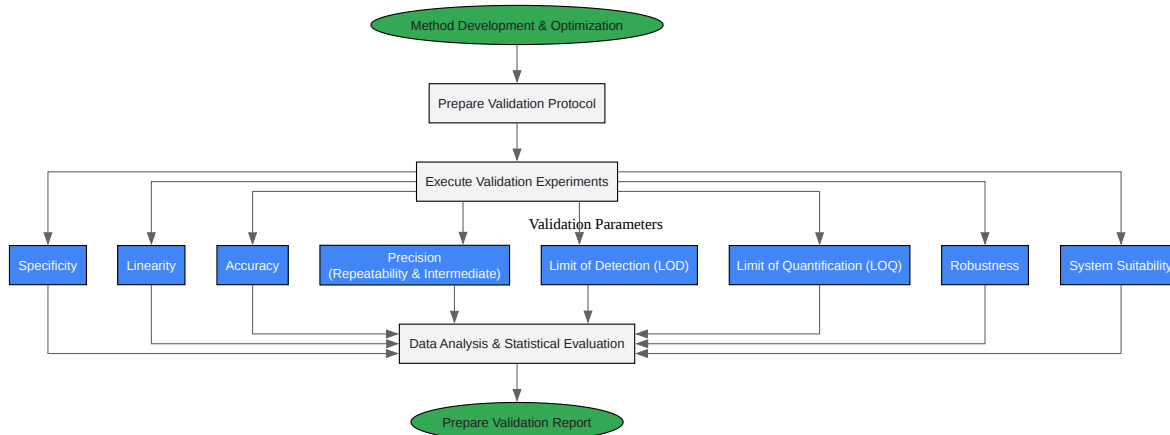 Method Development & Optimization
Prepare Validation Protocol
Execute Validation Experiments
Validation Parameters
Specificity
Linearity
Accuracy
Precision
(Repeatability & Intermediate)
Limit of Detection (LOD)
Limit of Quantification (LOQ)
Robustness
System Suitability
Data Analysis & Statistical Evaluation
Prepare Validation Report